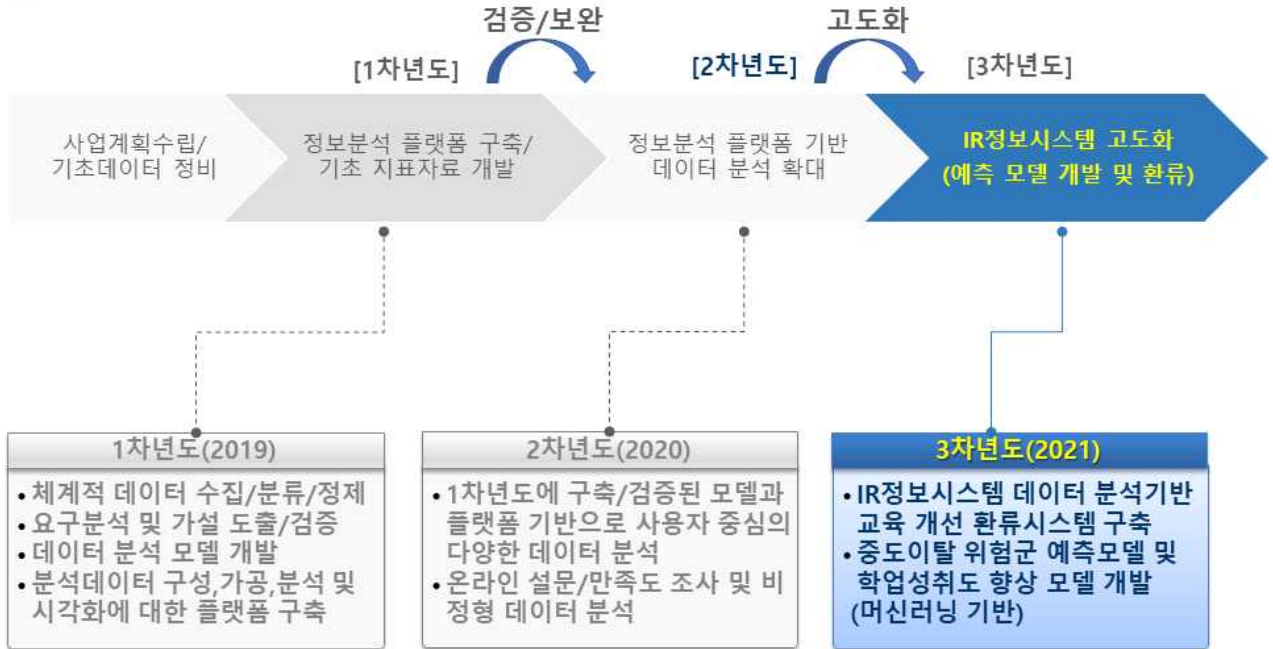 검증/보완
고도화
[1차년도]
[2차년도]
[3차년도]
사업계획수립/
기초데이터 정비
정보분석 플랫폼 구축/
기초 지표자료 개발
정보분석 플랫폼 기반
데이터 분석 확대
IR정보시스템 고도화
(예측 모델 개발 및 환류)
1차년도(2019)
• 체계적 데이터 수집/분류/정제
• 요구분석 및 가설 도출/검증
• 데이터 분석 모델 개발
• 분석데이터 구성,가공,분석 및
시각화에 대한 플랫폼 구축
2차년도(2020)
• 1차년도에 구축/검증된 모델과
플랫폼 기반으로 사용자 중심의
다양한 데이터 분석
• 온라인 설문/만족도 조사 및 비
정형 데이터 분석
3차년도(2021)
• IR정보시스템 데이터 분석기반
교육 개선 환류시스템 구축
• 중도이탈 위험군 예측모델 및
학업성취도 향상 모델 개발
(머신러닝 기반)